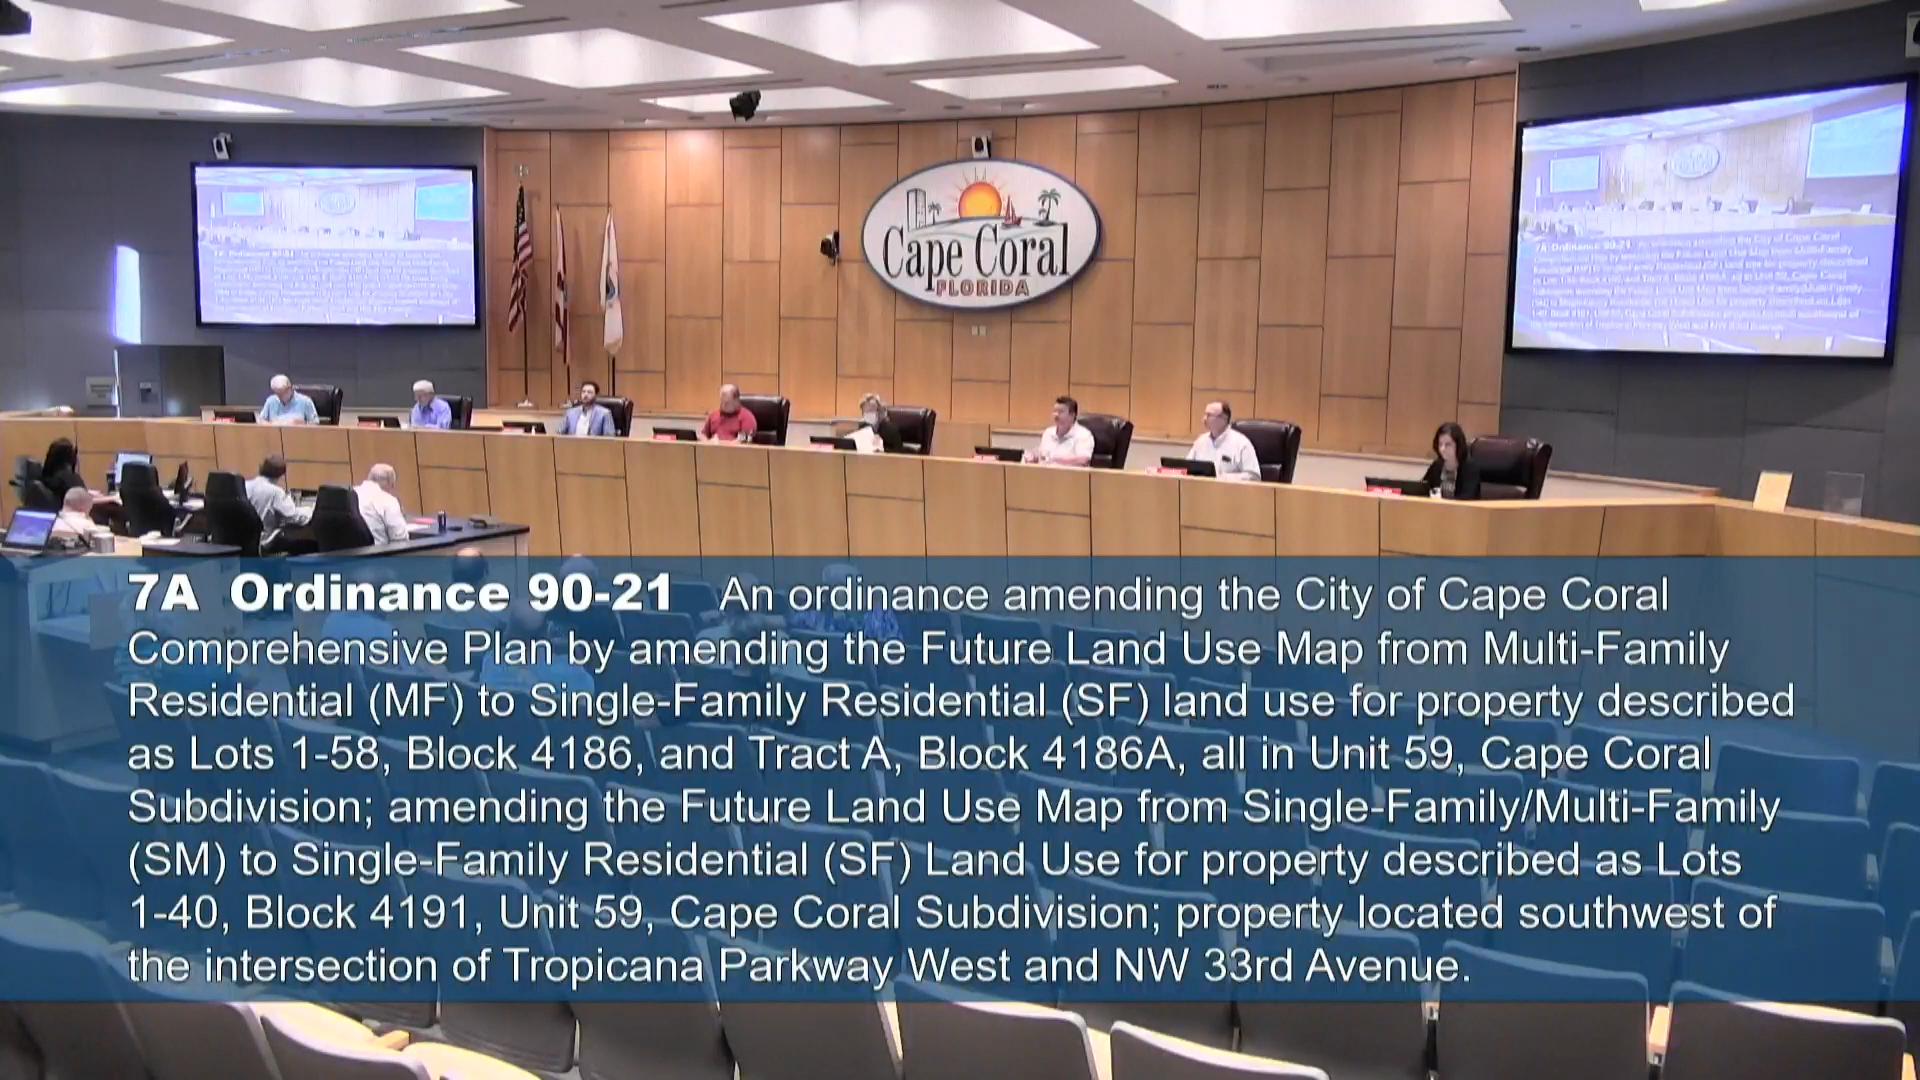 Cape Coral
FLORIDA
7A Ordinance 90-21 An ordinance amending the City of Cape Coral
Comprehensive Plan by amending the Future Land Use Map from Multi-Family
Residential (MF) to Single-Family Residential (SF) land use for property described
as Lots 1-58, Block 4186, and Tract A, Block 4186A, all in Unit 59, Cape Coral
Subdivision; amending the Future Land Use Map from Single-Family/Multi-Family
(SM) to Single-Family Residential (SF) Land Use for property described as Lots
1-40, Block 4191, Unit 59, Cape Coral Subdivision; property located southwest of
the intersection of Tropicana Parkway West and NW 33rd Avenue.